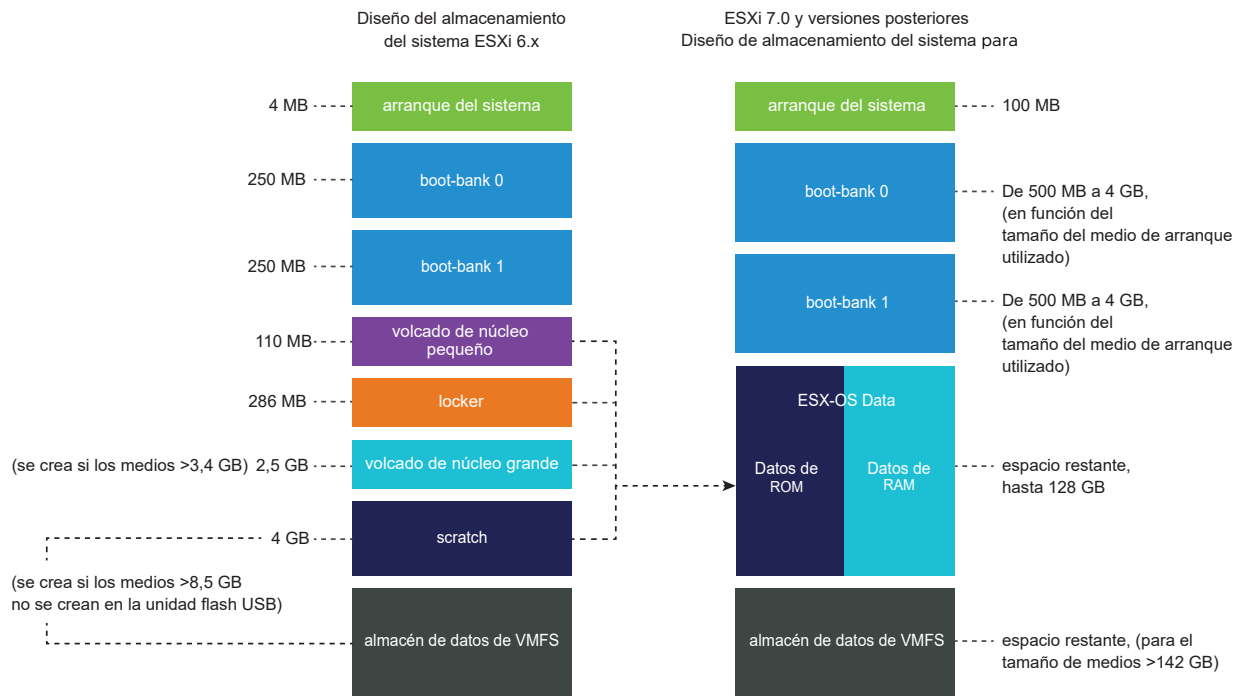 Diseño del almacenamiento
del sistema ESXi 6.x
ESXi 7.0 y versiones posteriores
Diseño de almacenamiento del sistema para
4 MB
arranque del sistema
250 MB
boot-bank 0
250 MB
boot-bank 1
110 MB
volcado de núcleo
pequeño
286 MB
locker
(se crea si los medios >3,4 GB) 2,5 GB
volcado de núcleo grande
4 GB
scratch
(se crea si los medios >8,5 GB
no se crean en la unidad flash USB)
almacén de datos de VMFS
arranque del sistema
100 MB
boot-bank 0
De 500 MB a 4 GB,
(en función del
tamaño del medio de arranque
utilizado)
boot-bank 1
De 500 MB a 4 GB,
(en función del
tamaño del medio de arranque
utilizado)
ESX-OS Data
Datos de
ROM
Datos de
RAM
espacio restante,
hasta 128 GB
almacén de datos de VMFS
espacio restante, (para el
tamaño de medios >142 GB)